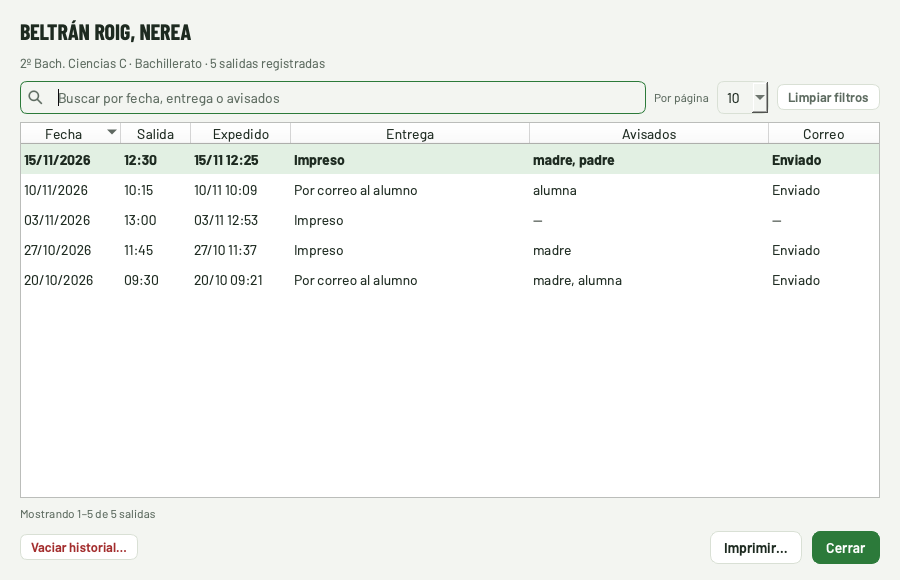 BELTRÁN ROIG, NEREA
2º Bach. Ciencias C · Bachillerato · 5 salidas registradas
Buscar por fecha, entrega o avisados Por página 10 Limpiar filtros
Fecha Salida Expedido Entrega Avisados Correo
15/11/2026 12:30 15/11 12:25 Impreso madre, padre Enviado
10/11/2026 10:15 10/11 10:09 Por correo al alumno alumna Enviado
03/11/2026 13:00 03/11 12:53 Impreso — —
27/10/2026 11:45 27/10 11:37 Impreso madre Enviado
20/10/2026 09:30 20/10 09:21 Por correo al alumno madre, alumna Enviado
Mostrando 1–5 de 5 salidas
Vaciar historial... Imprimir... Cerrar